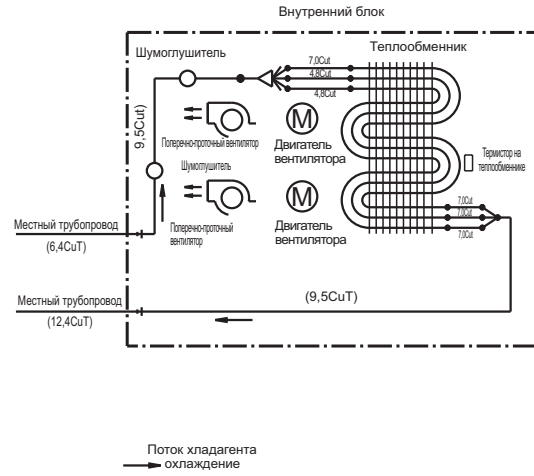 Внутренний блок
Шумоглушитель
Теплообменник
7,0Cut
4,8Cut
4,8Cut
9,5Cut)
M
Поперечно-проточный вентилятор
Двигатель
вентилятора
Шумоглушитель
Термистор на
теплообменнике
M
Местный трубопровод
(6,4CuT)
Поперечно-проточный
вентилятор
Двигатель
вентилятора
7,0Cut
7,0Cut
7,0Cut
Местный трубопровод
(12,4CuT)
(9,5CuT)
Поток хладагента
охлаждение